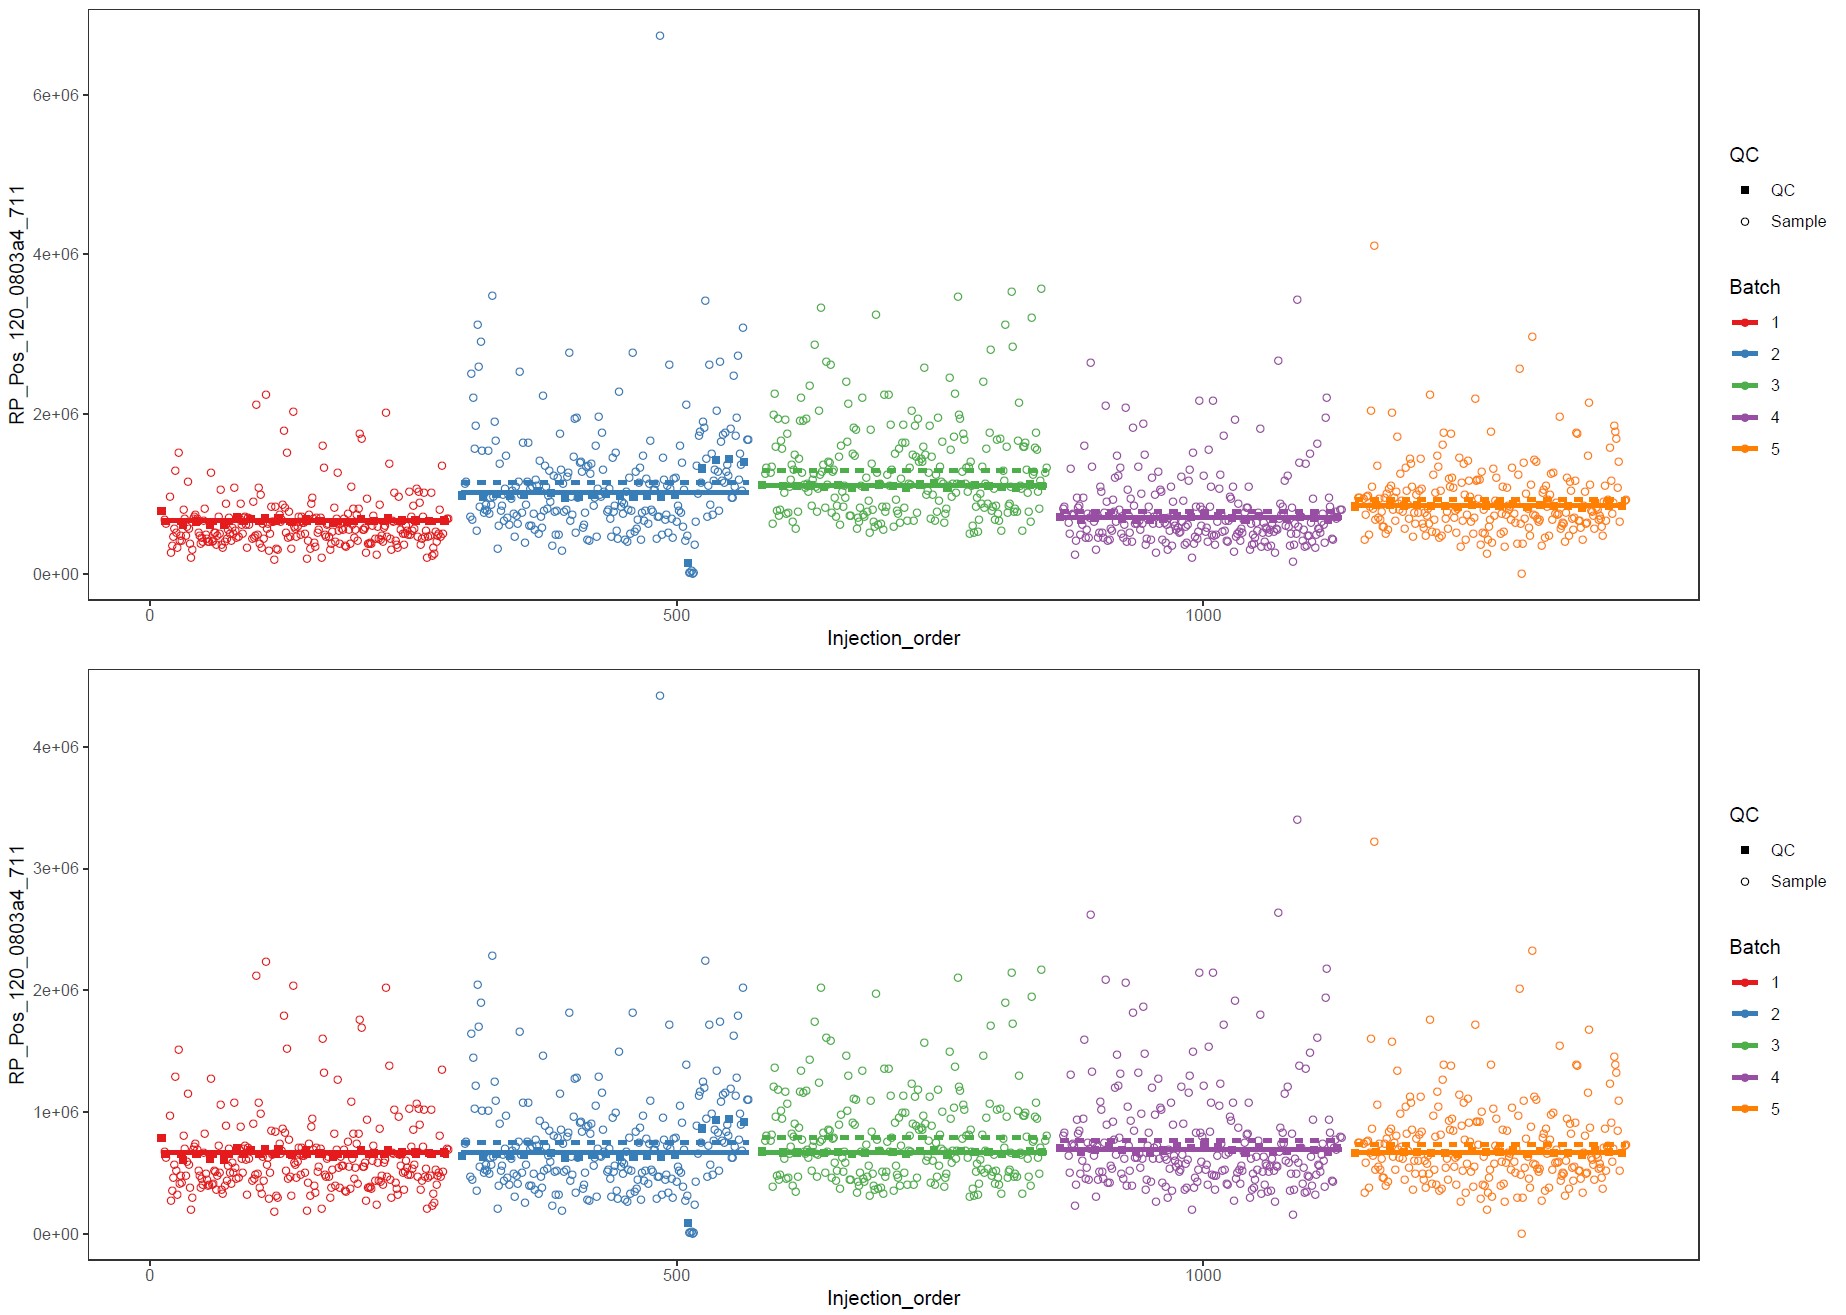 6e+06
4e+06
2e+06
0e+00
RP_Pos_120_0803a4_711
0
500
1000
Injection_order
QC
QC
Sample
Batch
1
2
3
4
5
4e+06
3e+06
2e+06
1e+06
0e+00
RP_Pos_120_0803a4_711
0
500
1000
Injection_order
QC
QC
Sample
Batch
1
2
3
4
5